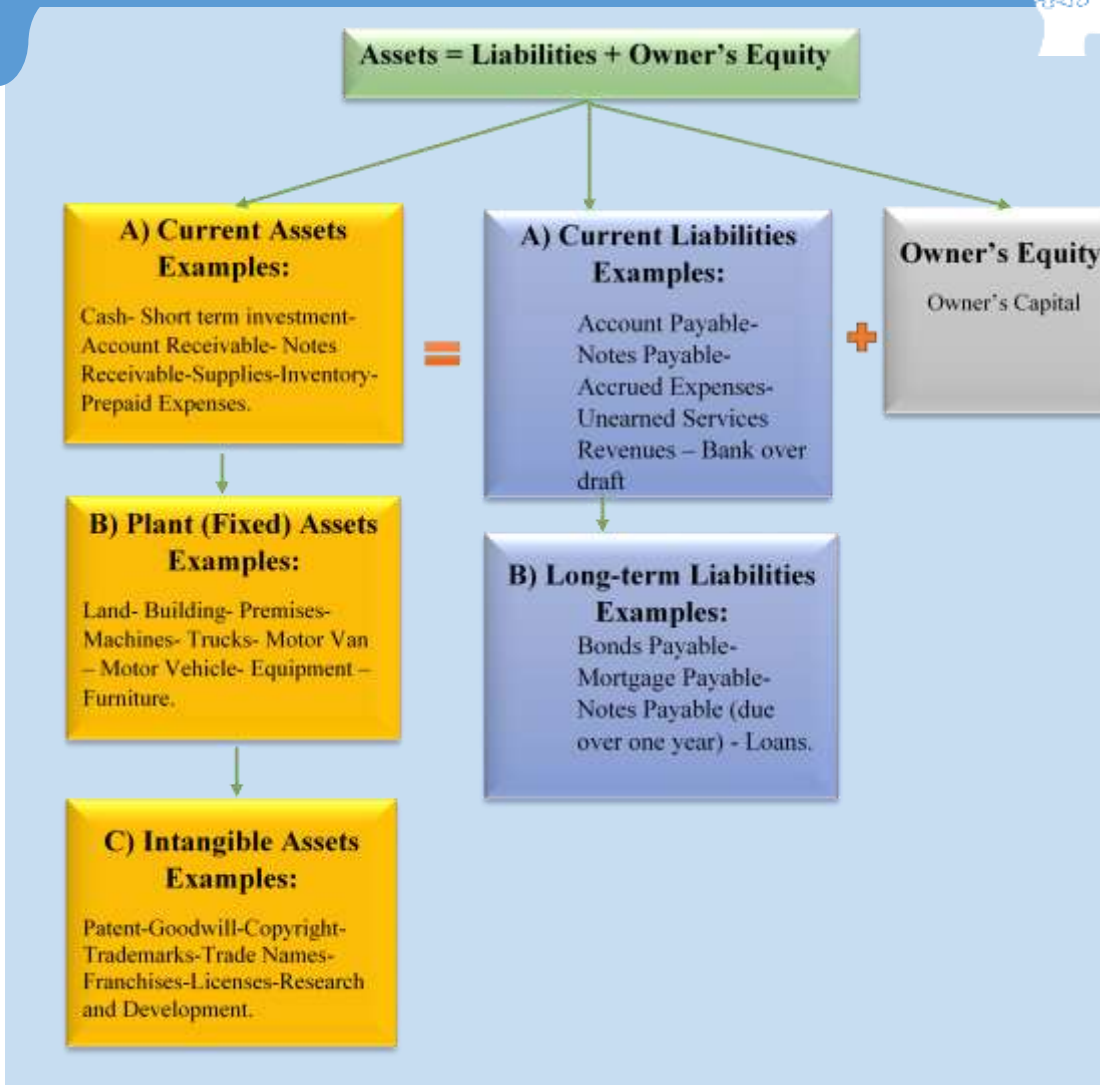 Assets = Liabilities + Owner's Equity
A) Current Assets
Examples:
Cash- Short term investment-
Account Receivable- Notes
Receivable-Supplies-Inventory-
Prepaid Expenses.
=
A) Current Liabilities
Examples:
Account Payable-
Notes Payable-
Accrued Expenses-
Unearned Services
Revenues – Bank over
draft
+
Owner's Equity
Owner's Capital
B) Plant (Fixed) Assets
Examples:
Land- Building- Premises-
Machines- Trucks- Motor Van
– Motor Vehicle- Equipment –
Furniture.
B) Long-term Liabilities
Examples:
Bonds Payable-
Mortgage Payable-
Notes Payable (due
over one year) - Loans.
C) Intangible Assets
Examples:
Patent-Goodwill-Copyright-
Trademarks-Trade Names-
Franchises-Licenses-Research
and Development.